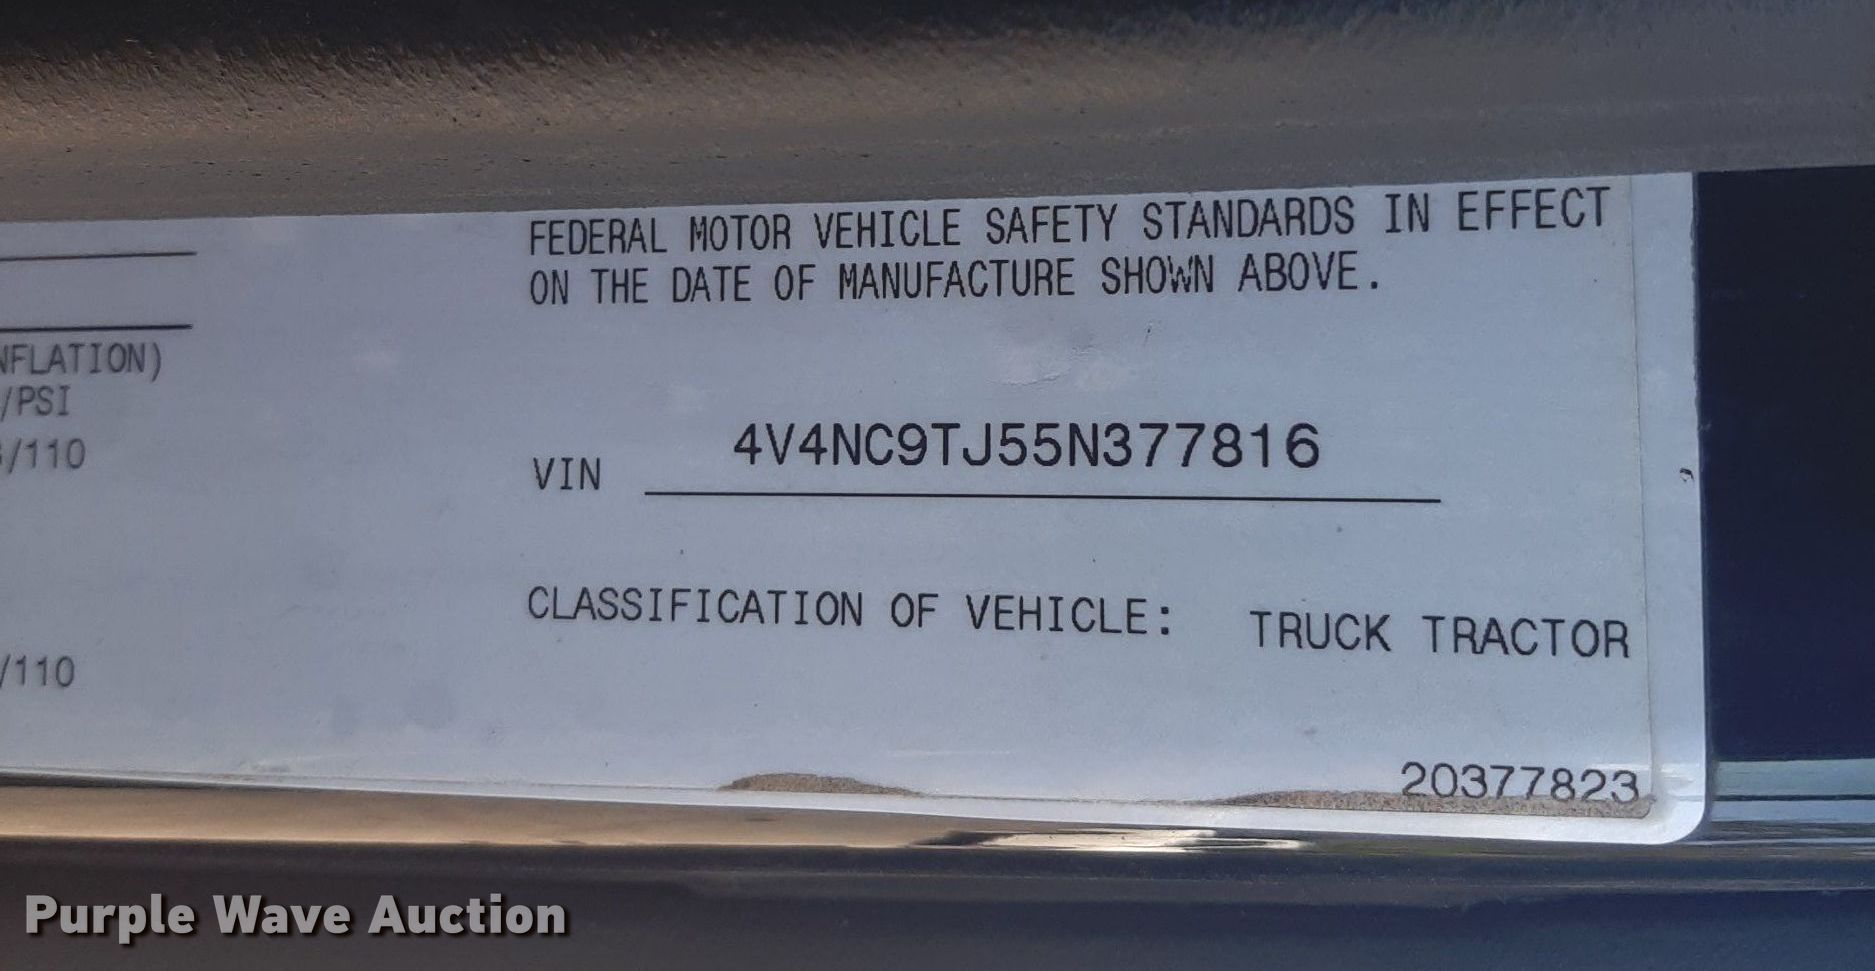 FEDERAL MOTOR VEHICLE SAFETY STANDARDS IN EFFECT
ON THE DATE OF MANUFACTURE SHOWN ABOVE.
NFLATION)
/PSI
/110
VIN 4V4NC9TJ55N377816
CLASSIFICATION OF VEHICLE: TRUCK TRACTOR
/110
20377823
Purple Wave Auction